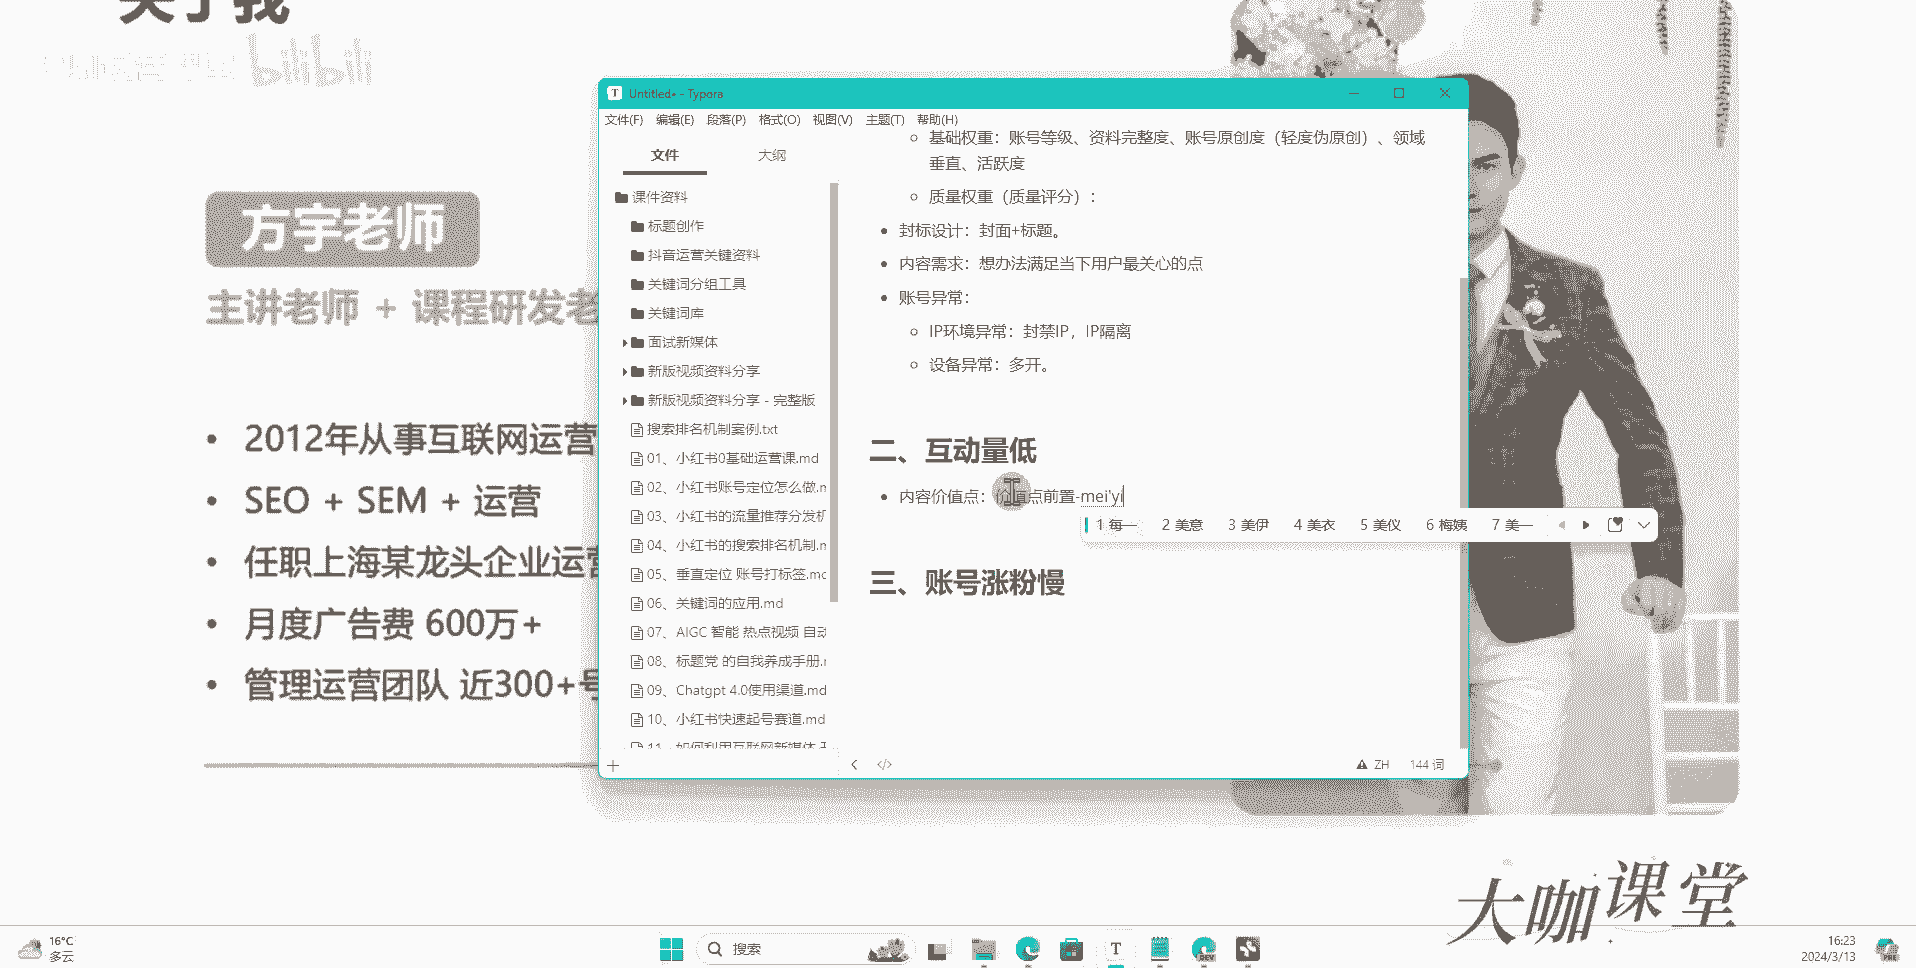 关于我
bilibili
方宇老师
主讲老师 + 课程研发老
• 2012年从事互联网运营
• SEO + SEM + 运营
• 任职上海某龙头企业运营
• 月度广告费 600万+
• 管理运营团队 近300+号
Untitled• - Typora
文件(F) 编辑(E) 段落(P) 格式(O) 视图(V) 主题(T) 帮助(H)
文件 大纲
课件资料
标题创作
抖音运营关键资料
关键词分组工具
关键词库
面试新媒体
新版视频资料分享
新版视频资料分享 - 完整版
搜索排名机制案例.txt
01、小红书0基础运营课.md
02、小红书账号定位怎么做.m
03、小红书的流量推荐分发机
04、小红书的搜索排名机制.m
05、垂直定位 账号打标签.md
06、关键词的应用.md
07、AIGC 智能 热点视频 自动
08、标题党 的自我养成手册.m
09、Chatgpt 4.0使用渠道.md
10、小红书快速起号赛道.md
11、如何利用互联网新媒体
基础权重：账号等级、资料完整度、账号原创度（轻度伪原创）、领域
垂直、活跃度
质量权重（质量评分）：
封标设计：封面+标题。
内容需求：想办法满足当下用户最关心的点
账号异常：
IP环境异常：封禁IP，IP隔离
设备异常：多开。
二、互动量低
内容价值点：价值点前置-mei'yi
1 每一 2 美意 3 美伊 4 美衣 5 美仪 6 梅姨 7 美一
三、账号涨粉慢
ZH 144 词
大咖课堂
16°C
多云
搜索
T
DEV
16:23
2024/3/13
PRE